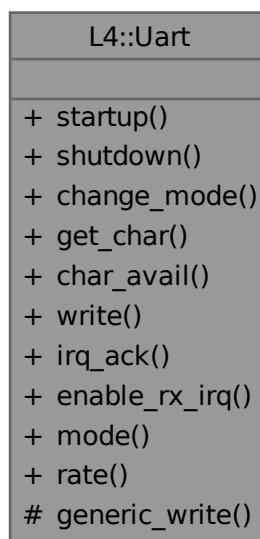 L4::Uart
+ startup()
+ shutdown()
+ change_mode()
+ get_char()
+ char_avail()
+ write()
+ irq_ack()
+ enable_rx_irq()
+ mode()
+ rate()
# generic_write()